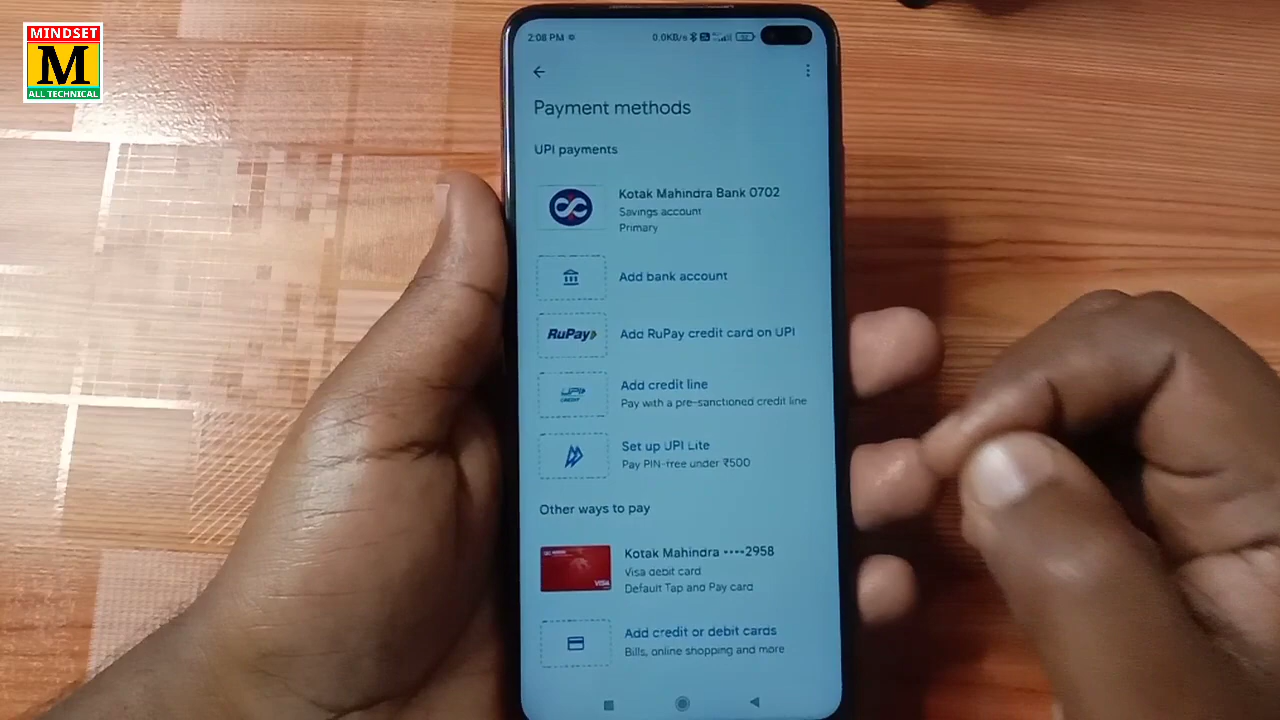 MINDSET
M
ALL TECHNICAL
2:08 PM
0.0KB/s
Payment methods
UPI payments
Kotak Mahindra Bank 0702
Savings account
Primary
Add bank account
RuPay
Add RuPay credit card on UPI
UPI
CREDIT
Add credit line
Pay with a pre-sanctioned credit line
Set up UPI Lite
Pay PIN-free under ₹500
Other ways to pay
Kotak Mahindra ••••2958
VISA
Visa debit card
Default Tap and Pay card
Add credit or debit cards
Bills, online shopping and more